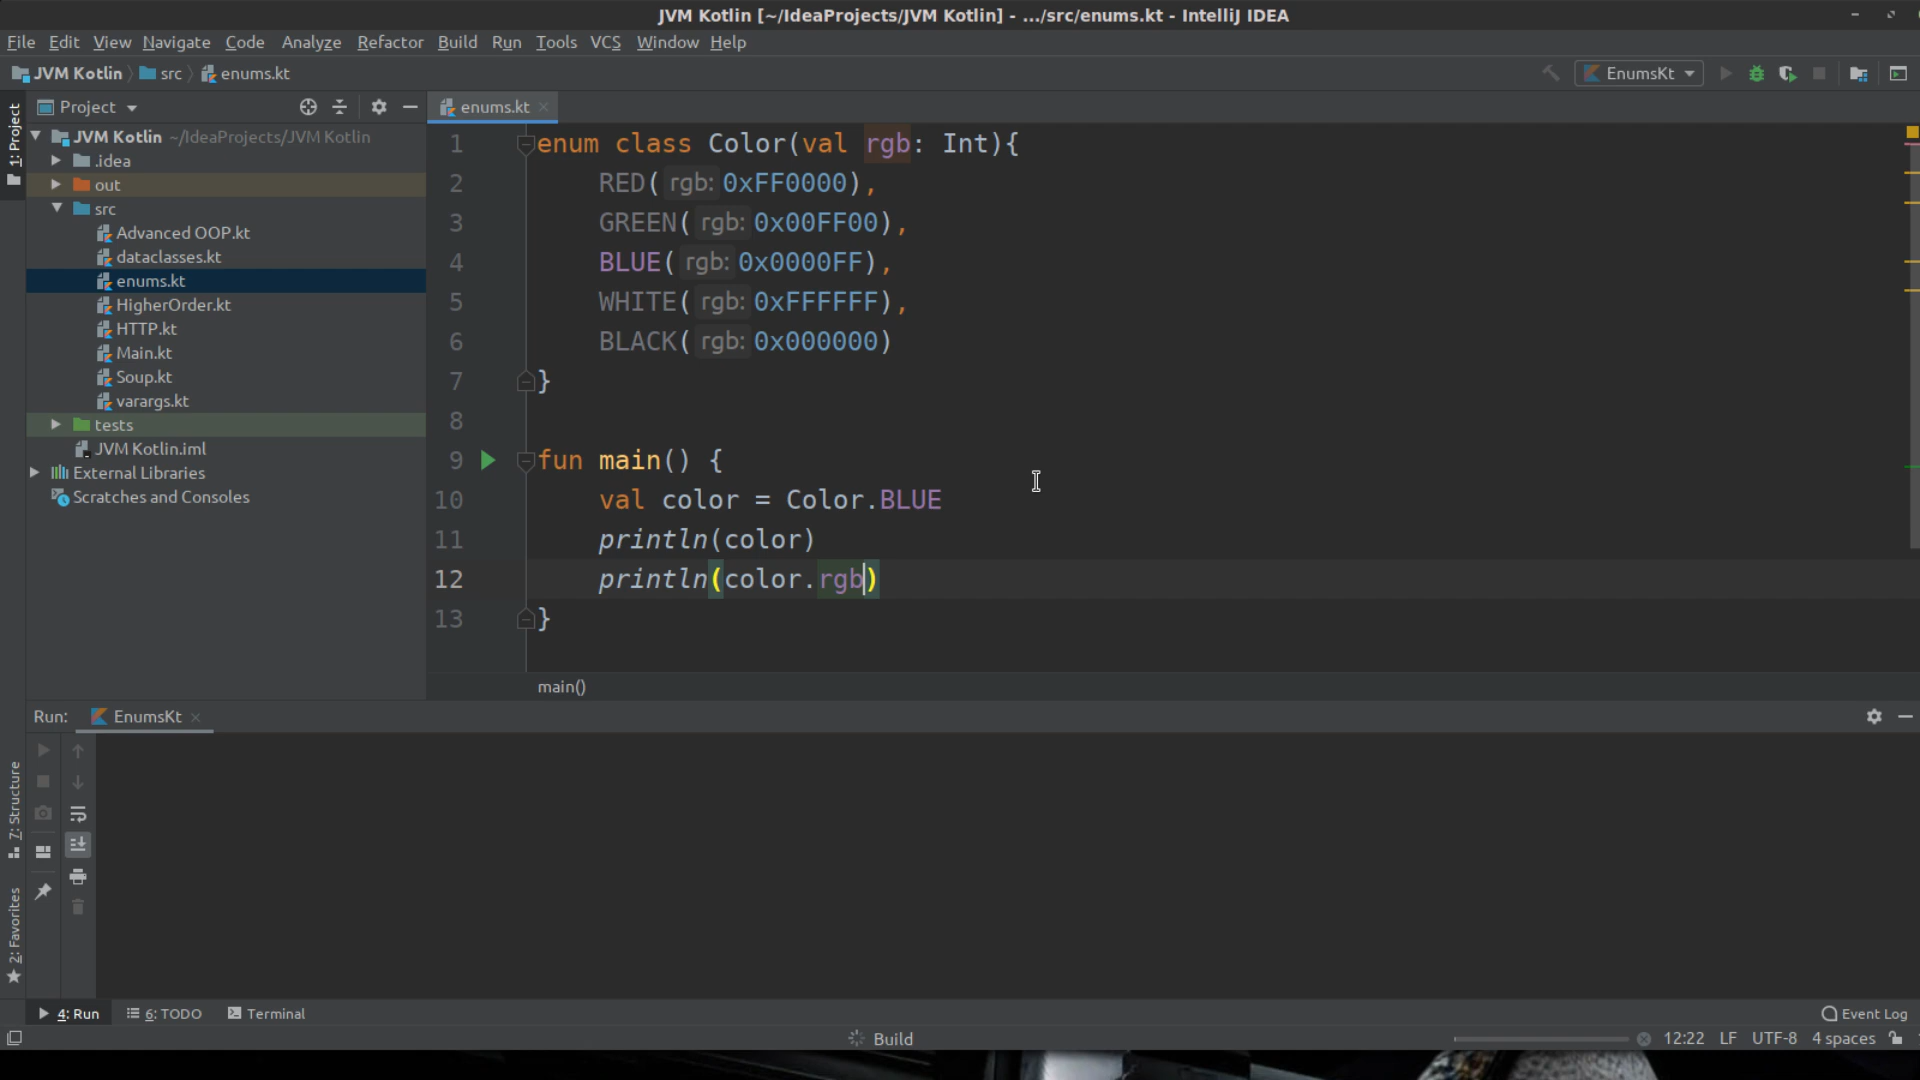 JVM Kotlin [~/IdeaProjects/JVM Kotlin] - .../src/enums.kt - IntelliJ IDEA
File Edit View Navigate Code Analyze Refactor Build Run Tools VCS Window Help
JVM Kotlin src enums.kt EnumsKt
1: Project
Project
JVM Kotlin ~/IdeaProjects/JVM Kotlin
.idea
out
src
Advanced OOP.kt
dataclasses.kt
enums.kt
HigherOrder.kt
HTTP.kt
Main.kt
Soup.kt
varargs.kt
tests
JVM Kotlin.iml
External Libraries
Scratches and Consoles
enums.kt
1 enum class Color(val rgb: Int){
2 RED( rgb: 0xFF0000),
3 GREEN( rgb: 0x00FF00),
4 BLUE( rgb: 0x0000FF),
5 WHITE( rgb: 0xFFFFFF),
6 BLACK( rgb: 0x000000)
7 }
8
9 fun main() {
10 val color = Color.BLUE
11 println(color)
12 println(color.rgb)
13 }
main()
Run: EnumsKt
7: Structure
2: Favorites
4: Run 6: TODO Terminal Event Log
Build 12:22 LF UTF-8 4 spaces